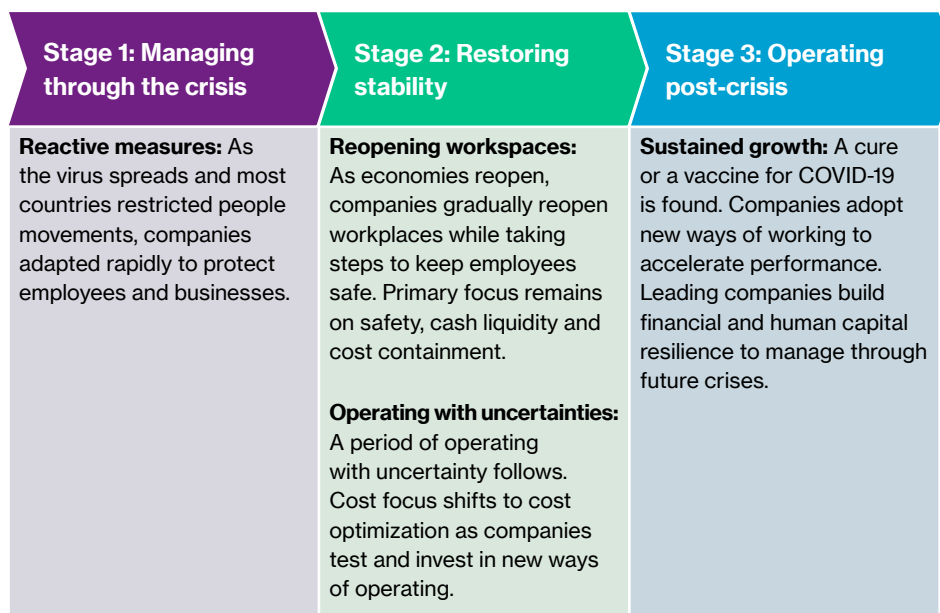 Stage 1: Managing
through the crisis
Stage 2: Restoring
stability
Stage 3: Operating
post-crisis
Reactive measures: As
the virus spreads and most
countries restricted people
movements, companies
adapted rapidly to protect
employees and businesses.
Reopening workspaces:
As economies reopen,
companies gradually reopen
workplaces while taking
steps to keep employees
safe. Primary focus remains
on safety, cash liquidity and
cost containment.
Operating with uncertainties:
A period of operating
with uncertainty follows.
Cost focus shifts to cost
optimization as companies
test and invest in new ways
of operating.
Sustained growth: A cure
or a vaccine for COVID-19
is found. Companies adopt
new ways of working to
accelerate performance.
Leading companies build
financial and human capital
resilience to manage through
future crises.